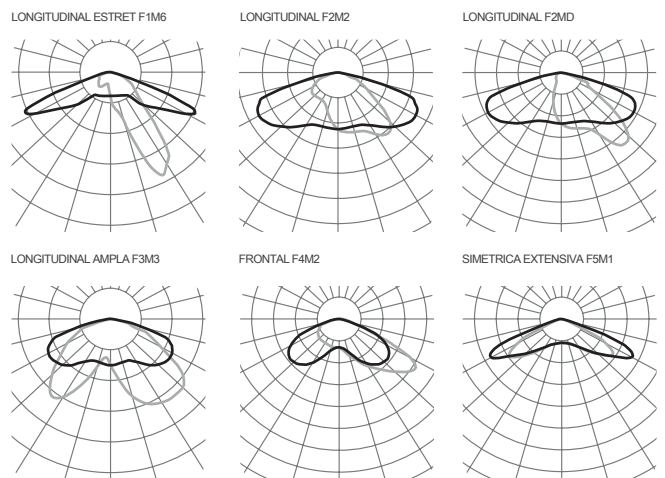 LONGITUDINAL ESTRET F1M6
LONGITUDINAL F2M2
LONGITUDINAL F2MD
LONGITUDINAL AMPLA F3M3
FRONTAL F4M2
SIMETRICA EXTENSIVA F5M1